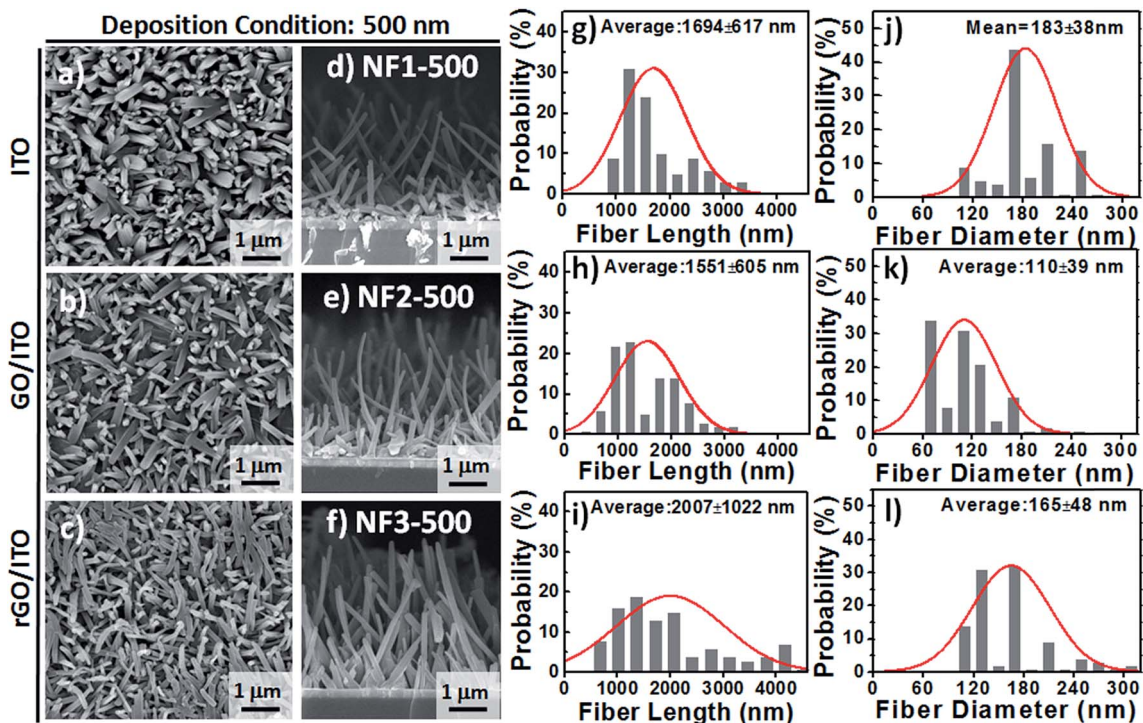 Deposition Condition: 500 nm
ITO
GO/ITO
rGO/ITO
a)
1 µm
d) NF1-500
1 µm
b)
1 µm
e) NF2-500
1 µm
c)
1 µm
f) NF3-500
1 µm
g)
Average:1694±617 nm
Probability (%)
40
30
20
10
0
0 1000 2000 3000 4000
Fiber Length (nm)
j)
Mean=183±38nm
Probability (%)
50
40
30
20
10
0
0 60 120 180 240 300
Fiber Diameter (nm)
h)
Average:1551±605 nm
Probability (%)
40
30
20
10
0
0 1000 2000 3000 4000
Fiber Length (nm)
k)
Average:110±39 nm
Probability (%)
50
40
30
20
10
0
0 60 120 180 240 300
Fiber Diameter (nm)
i)
Average:2007±1022 nm
Probability (%)
40
30
20
10
0
0 1000 2000 3000 4000
Fiber Length (nm)
l)
Average:165±48 nm
Probability (%)
50
40
30
20
10
0
0 60 120 180 240 300
Fiber Diameter (nm)